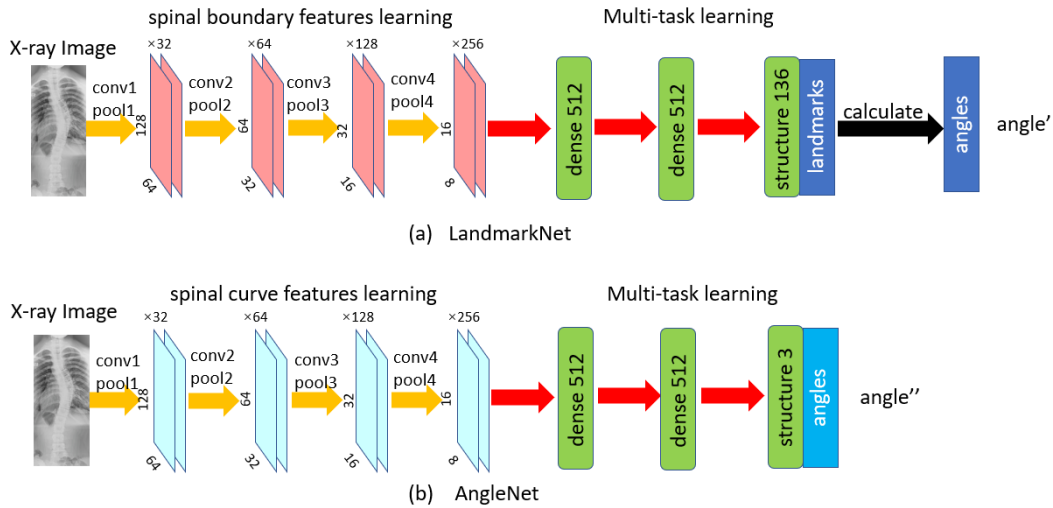 spinal boundary features learning
Multi-task learning
X-ray Image
×32
×64
×128
×256
conv1
pool1
128
64
conv2
pool2
64
32
conv3
pool3
32
16
conv4
pool4
16
8
dense 512
dense 512
structure 136
landmarks
calculate
angles
angle'
(a) LandmarkNet
spinal curve features learning
Multi-task learning
X-ray Image
×32
×64
×128
×256
conv1
pool1
128
64
conv2
pool2
64
32
conv3
pool3
32
16
conv4
pool4
16
8
dense 512
dense 512
structure 3
angles
angle''
(b) AngleNet